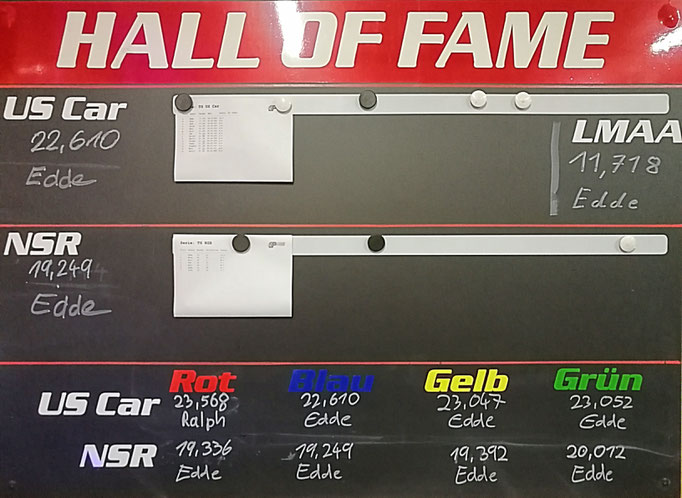 HALL OF FAME
US Car
22,610
Edde
LMAA
11,718
Edde
NSR
19,249
Edde
Rot Blau Gelb Grün
US Car 23,568 22,610 23,047 23,052
Ralph Edde Edde Edde
NSR 19,336 19,249 19,392 20,012
Edde Edde Edde Edde